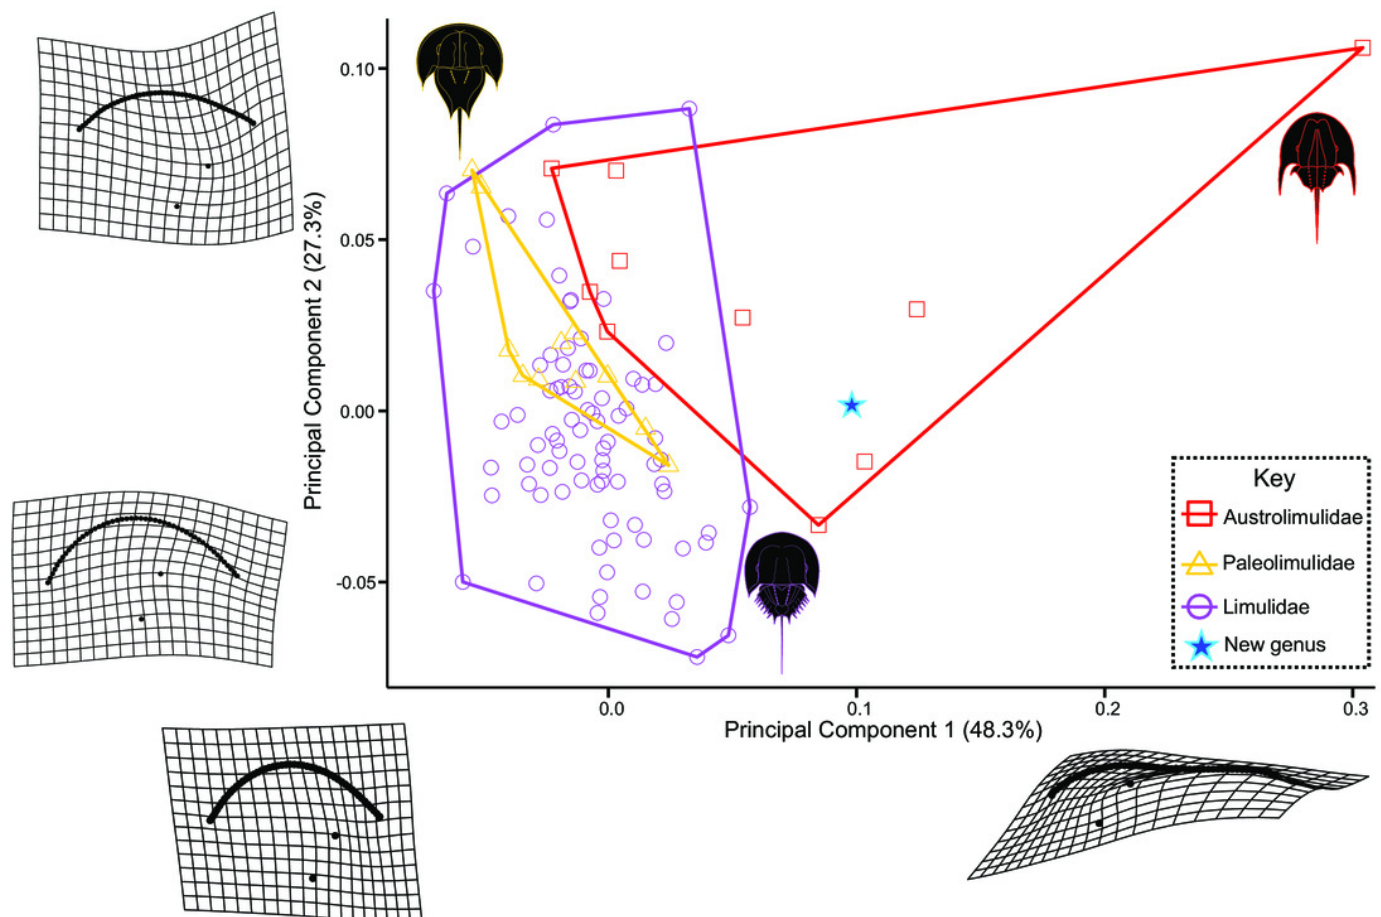 0.10
0.05
0.00
-0.05
Principal Component 2 (27.3%)
0.0
0.1
0.2
0.3
Principal Component 1 (48.3%)
Key
Austrolimulidae
Paleolimulidae
Limulidae
New genus